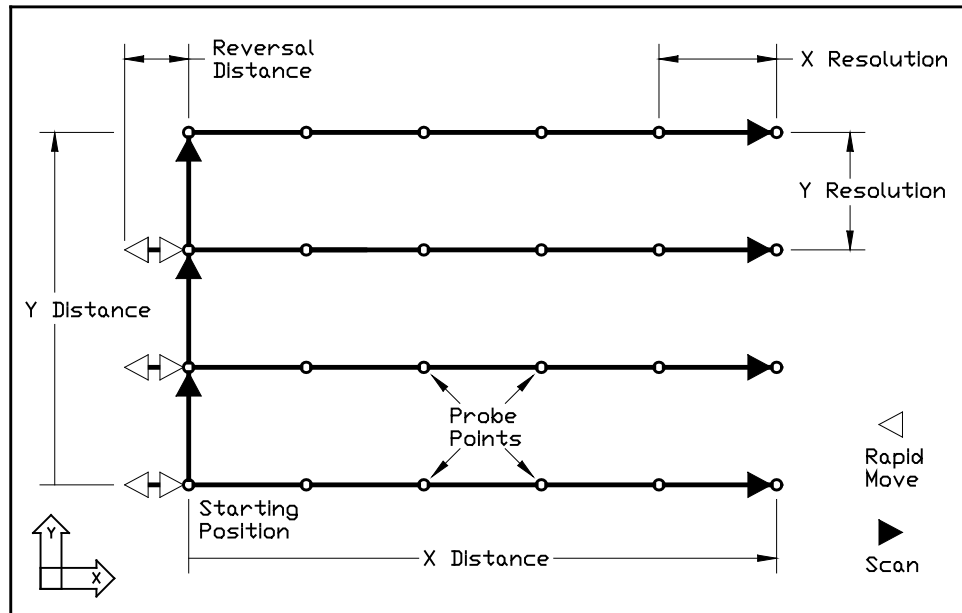 Reversal
Distance
X Resolution
Y Resolution
Y Distance
Probe
Points
Rapid
Move
Starting
Position
X Distance
Scan
Y
X